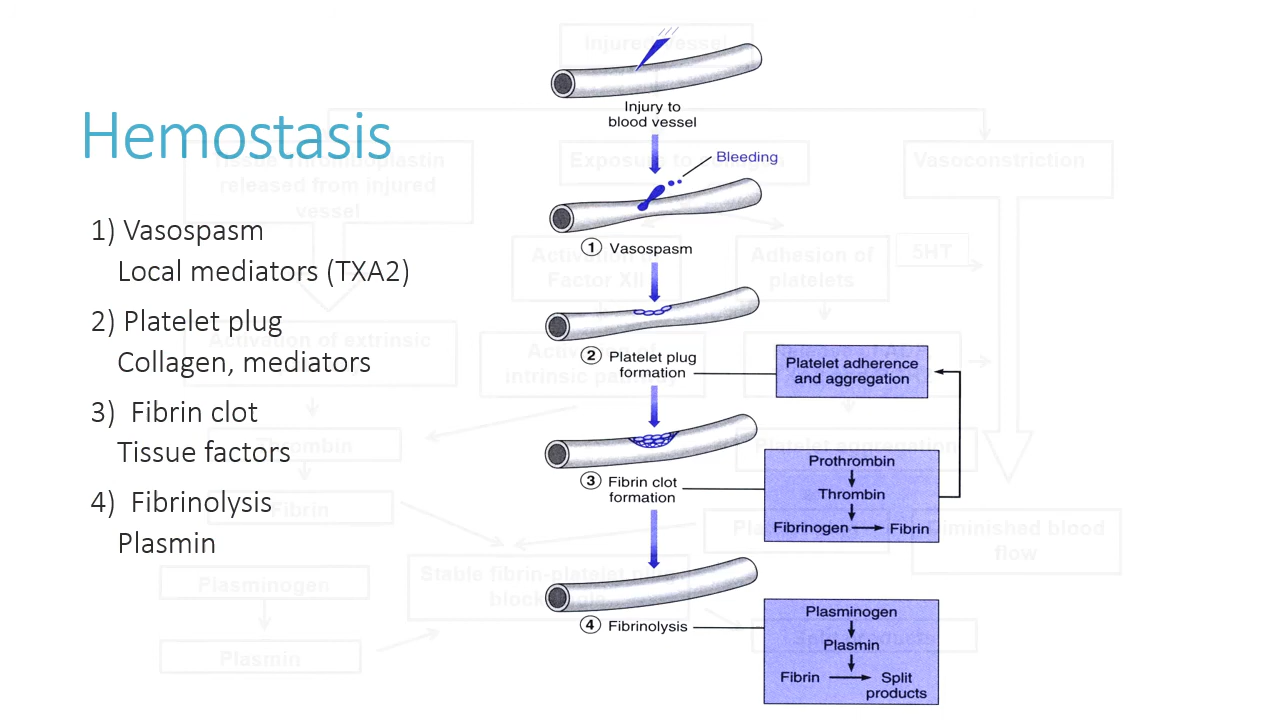 Hemostasis
1) Vasospasm
Local mediators (TXA2)
2) Platelet plug
Collagen, mediators
3) Fibrin clot
Tissue factors
4) Fibrinolysis
Plasmin
Injury to
blood vessel
Bleeding
1 Vasospasm
2 Platelet plug
formation
Platelet adherence
and aggregation
3 Fibrin clot
formation
Prothrombin
Thrombin
Fibrinogen Fibrin
4 Fibrinolysis
Plasminogen
Plasmin
Fibrin Split
products
Injured vessel
Tissue Thromboplastin
released from injured
vessel
Exposure to
Vasoconstriction
Activation
Factor XII
Adhesion of
platelets
5HT
Activation of extrinsic
Activation of
intrinsic pathway
Thrombin
Platelet aggregation
Fibrin
Diminished blood
flow
Plasminogen
Stable fibrin-platelet
Plasmin